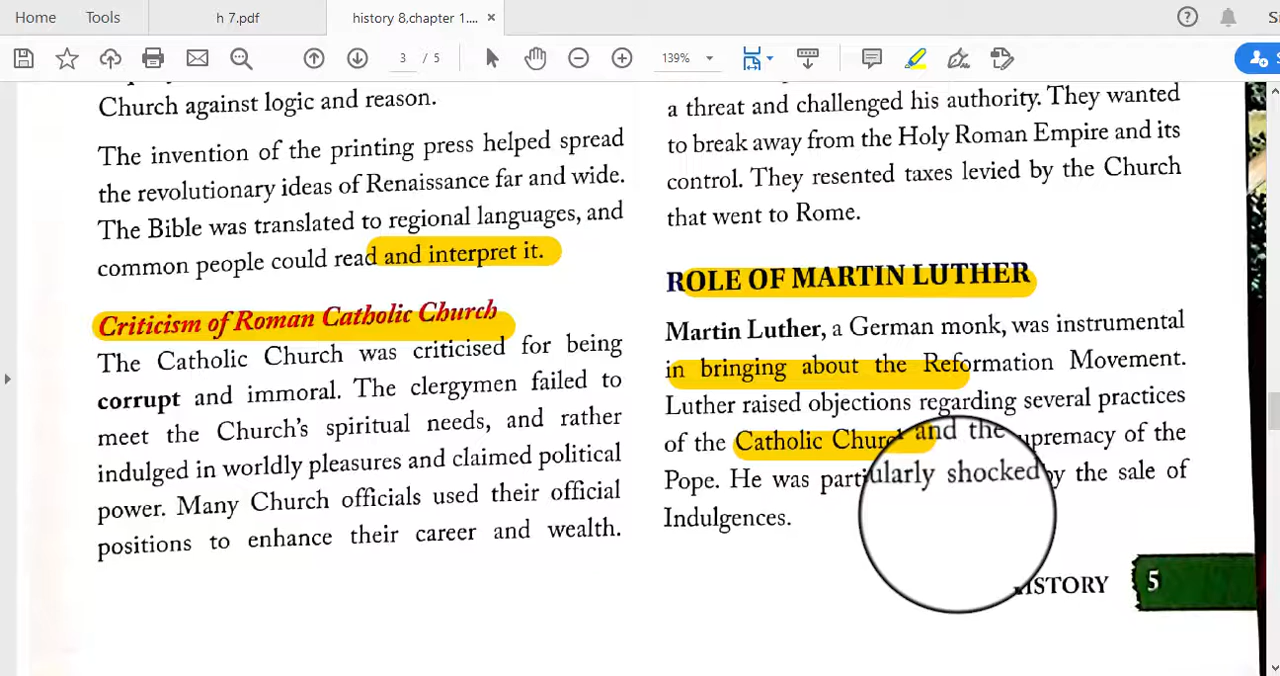 Home Tools h 7.pdf history 8,chapter 1.... ×
3 / 5 139%
Church against logic and reason.
The invention of the printing press helped spread
the revolutionary ideas of Renaissance far and wide.
The Bible was translated to regional languages, and
common people could read and interpret it.
Criticism of Roman Catholic Church
The Catholic Church was criticised for being
corrupt and immoral. The clergymen failed to
meet the Church's spiritual needs, and rather
indulged in worldly pleasures and claimed political
power. Many Church officials used their official
positions to enhance their career and wealth.
a threat and challenged his authority. They wanted
to break away from the Holy Roman Empire and its
control. They resented taxes levied by the Church
that went to Rome.
ROLE OF MARTIN LUTHER
Martin Luther, a German monk, was instrumental
in bringing about the Reformation Movement.
Luther raised objections regarding several practices
of the Catholic Church and the upremacy of the
Pope. He was particularly shocked by the sale of
Indulgences.
HISTORY 5